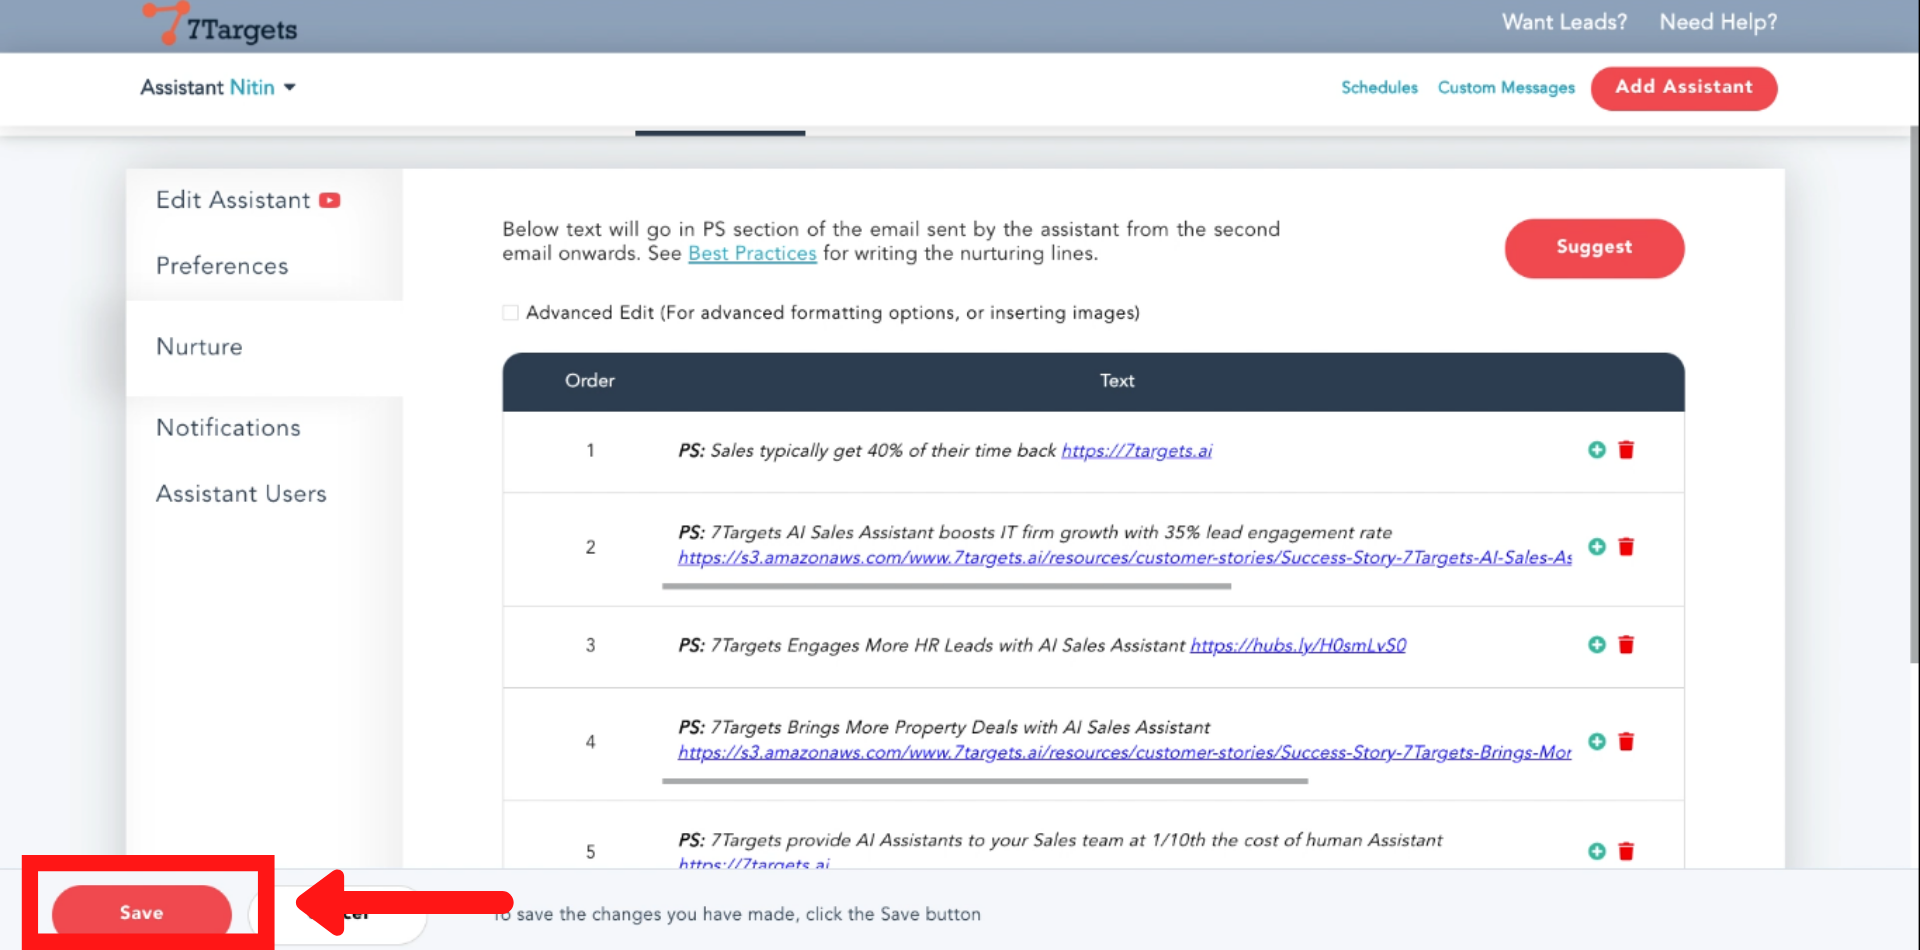 7Targets
Want Leads? Need Help?
Assistant Nitin
Schedules Custom Messages Add Assistant
Edit Assistant
Preferences
Nurture
Notifications
Assistant Users
Below text will go in PS section of the email sent by the assistant from the second
email onwards. See Best Practices for writing the nurturing lines.
Suggest
Advanced Edit (For advanced formatting options, or inserting images)
Order Text
1 PS: Sales typically get 40% of their time back https://7targets.ai
2 PS: 7Targets AI Sales Assistant boosts IT firm growth with 35% lead engagement rate
https://s3.amazonaws.com/www.7targets.ai/resources/customer-stories/Success-Story-7Targets-AI-Sales-As
3 PS: 7Targets Engages More HR Leads with AI Sales Assistant https://hubs.ly/H0smLvS0
4 PS: 7Targets Brings More Property Deals with AI Sales Assistant
https://s3.amazonaws.com/www.7targets.ai/resources/customer-stories/Success-Story-7Targets-Brings-Mor
5 PS: 7Targets provide AI Assistants to your Sales team at 1/10th the cost of human Assistant
https://7targets.ai
Save
To save the changes you have made, click the Save button